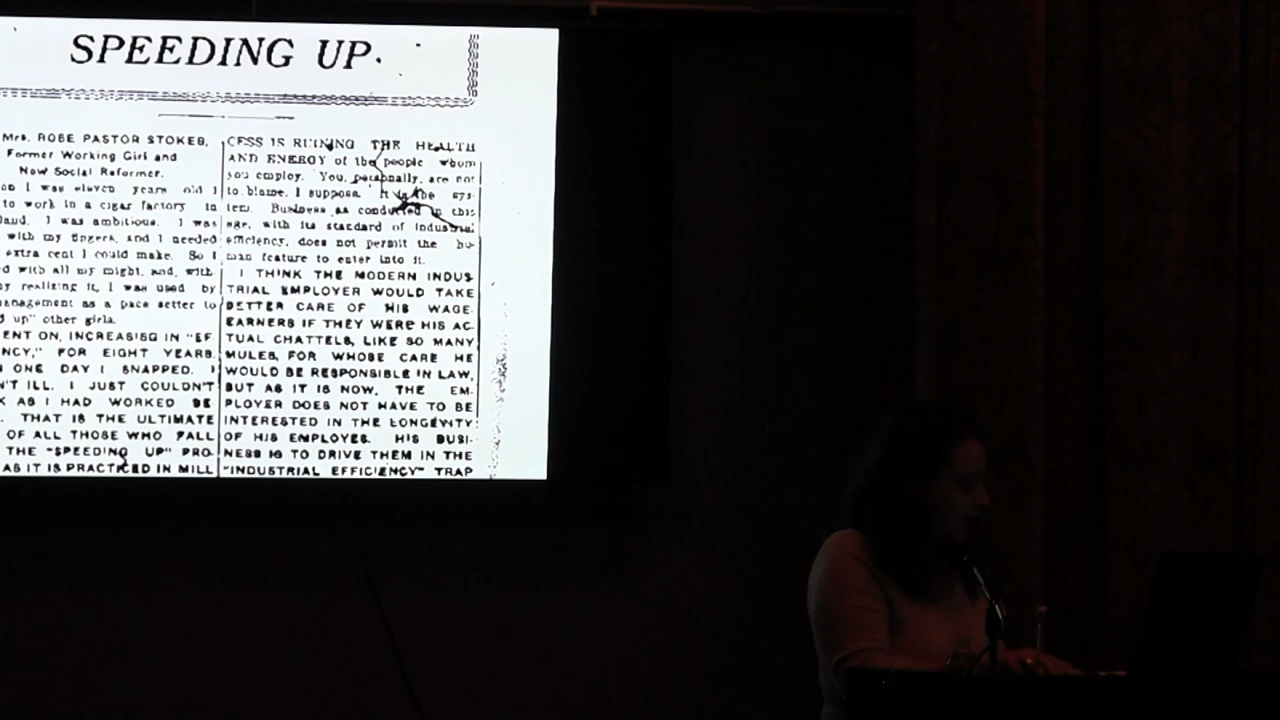 SPEEDING UP.
Mrs. ROSE PASTOR STOKES,
Former Working Girl and
Now Social Reformer.
I was eleven years old I
to work in a cigar factory in
I was ambitious. I was
with my fingers, and I needed
extra cent I could make. So I
with all my might, and, with
realizing it, I was used by
management as a pace setter to
up" other girls.
ENT ON, INCREASISG IN "EF
NCY," FOR EIGHT YEARS.
ONE DAY I SNAPPED. I
N'T ILL. I JUST COULDN'T
K AS I HAD WORKED BE
THAT IS THE ULTIMATE
OF ALL THOSE WHO FALL
THE "SPEEDING UP" PRO-
AS IT IS PRACTICED IN MILL
CESS IS RUINING THE HEALTH
AND ENERGY of the people whom
you employ. You, personally, are not
to blame, I suppose. It is the sys-
tem. Business as conducted in this
age, with its standard of industrial
efficiency, does not permit the hu-
man feature to enter into it.
I THINK THE MODERN INDUS-
TRIAL EMPLOYER WOULD TAKE
BETTER CARE OF HIS WAGE-
EARNERS IF THEY WERE HIS AC-
TUAL CHATTELS, LIKE SO MANY
MULES, FOR WHOSE CARE HE
WOULD BE RESPONSIBLE IN LAW,
BUT AS IT IS NOW, THE EM-
PLOYER DOES NOT HAVE TO BE
INTERESTED IN THE LONGEVITY
OF HIS EMPLOYES. HIS BUSI-
NESS IS TO DRIVE THEM IN THE
"INDUSTRIAL EFFICIENCY" TRAP